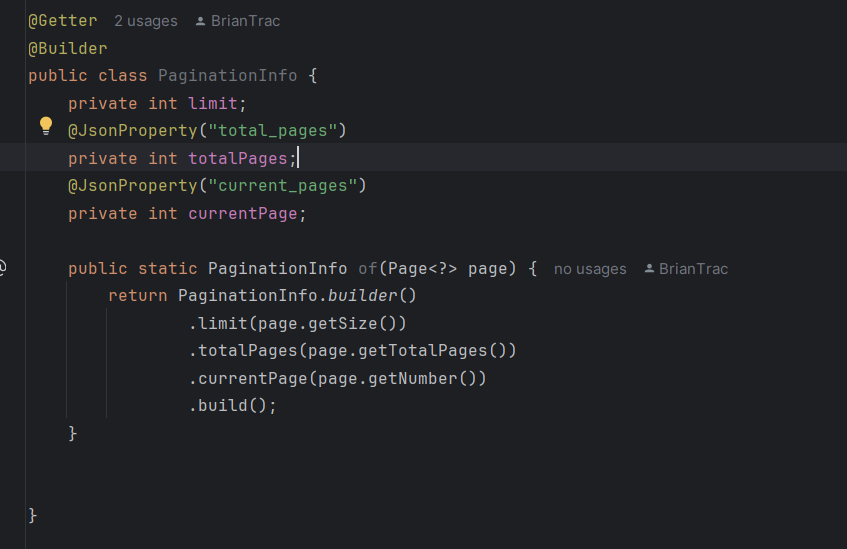 @Getter 2 usages BrianTrac
@Builder
public class PaginationInfo {
    private int limit;
    @JsonProperty("total_pages")
    private int totalPages;
    @JsonProperty("current_pages")
    private int currentPage;
    public static PaginationInfo of(Page<?> page) { no usages BrianTrac
        return PaginationInfo.builder()
                .limit(page.getSize())
                .totalPages(page.getTotalPages())
                .currentPage(page.getNumber())
                .build();
    }
}